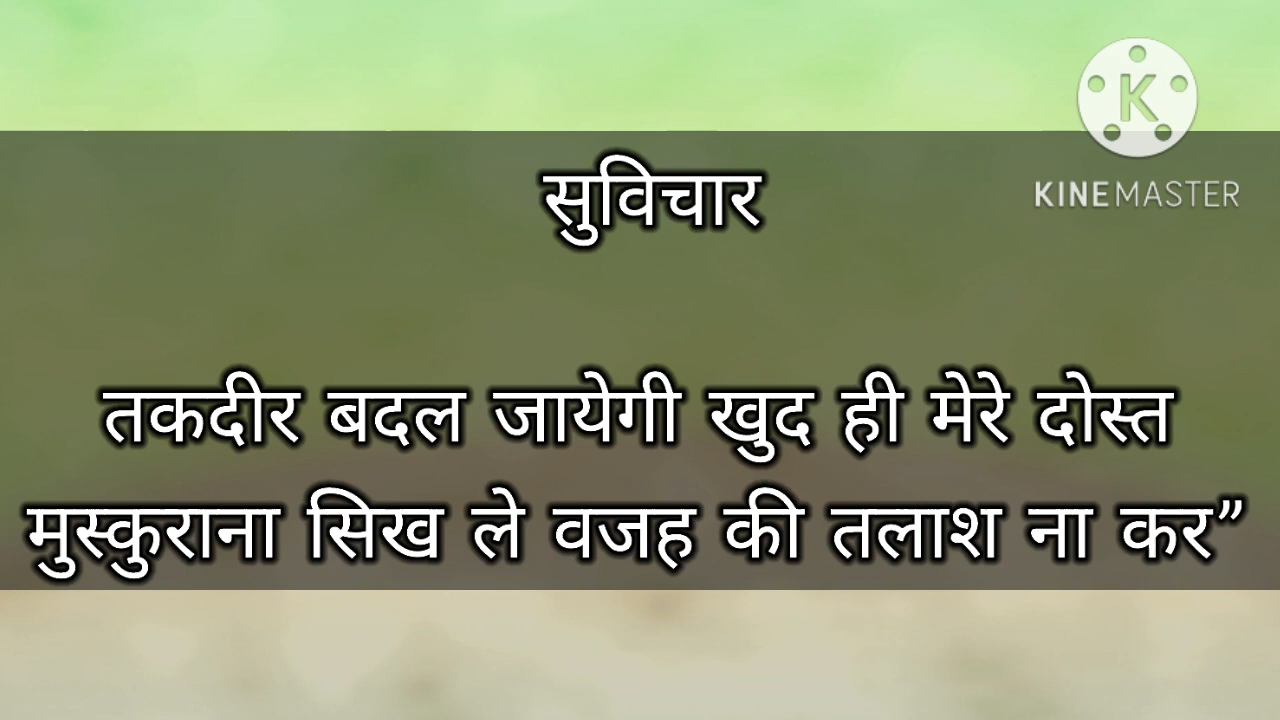 K
KINEMASTER
सुविचार
तकदीर बदल जायेगी खुद ही मेरे दोस्त
मुस्कुराना सिख ले वजह की तलाश ना कर”